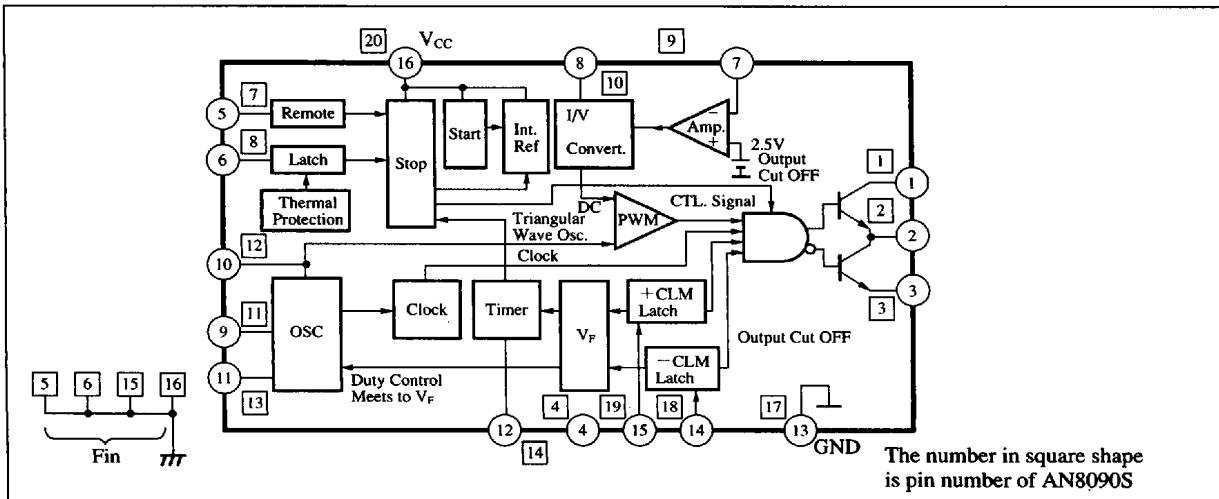 20 VCC 9
16 8 7
10
7
5 Remote
8
6 Latch
Thermal
Protection
Stop
Start
Int.
Ref
I/V
Convert.
−
Amp.
+
2.5V
Output
Cut OFF
1
1
2
2
3
3
DC
PWM
CTL. Signal
Triangular
Wave Osc.
Clock
12
10
11
9
11
13
OSC
Clock
Timer
VF
+CLM
Latch
−CLM
Latch
Output Cut OFF
Duty Control
Meets to VF
5 6 15 16
Fin
4 19 18 17
12 4 15 14 13
14
GND
The number in square shape
is pin number of AN8090S